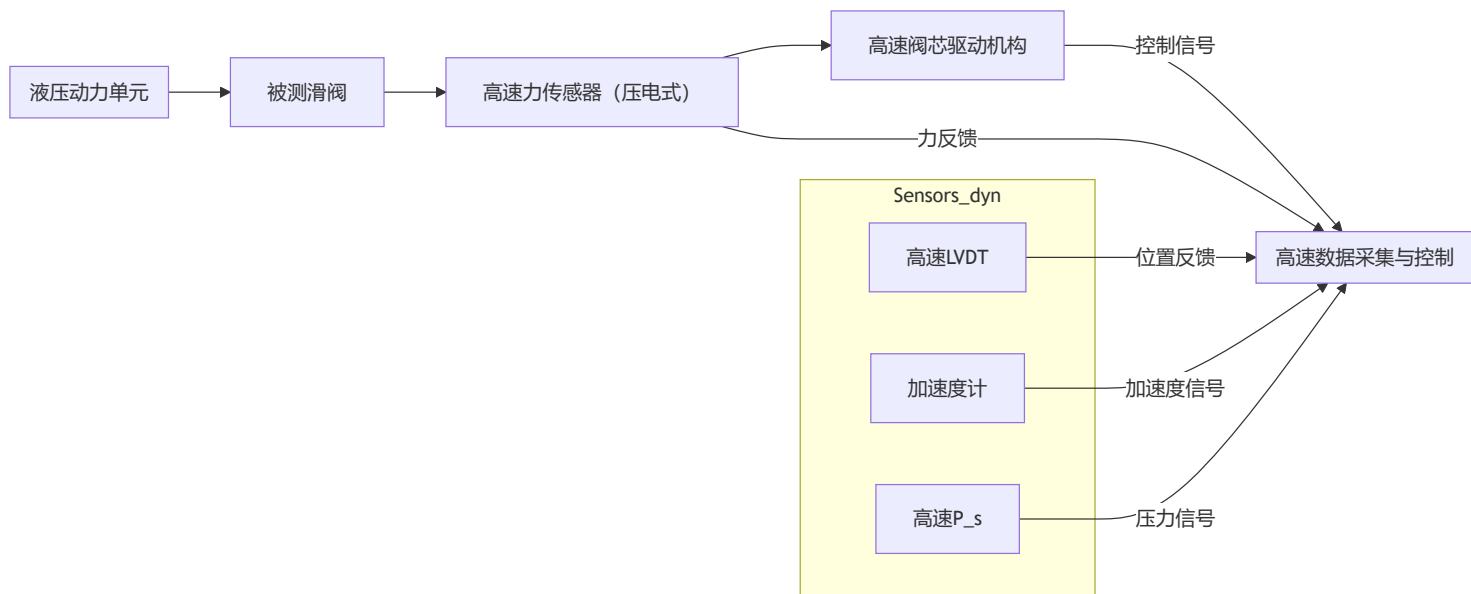 液压动力单元
被测滑阀
高速力传感器（压电式）
高速阀芯驱动机构
控制信号
力反馈
Sensors_dyn
高速LVDT
位置反馈
高速数据采集与控制
加速度计
加速度信号
高速P_s
压力信号